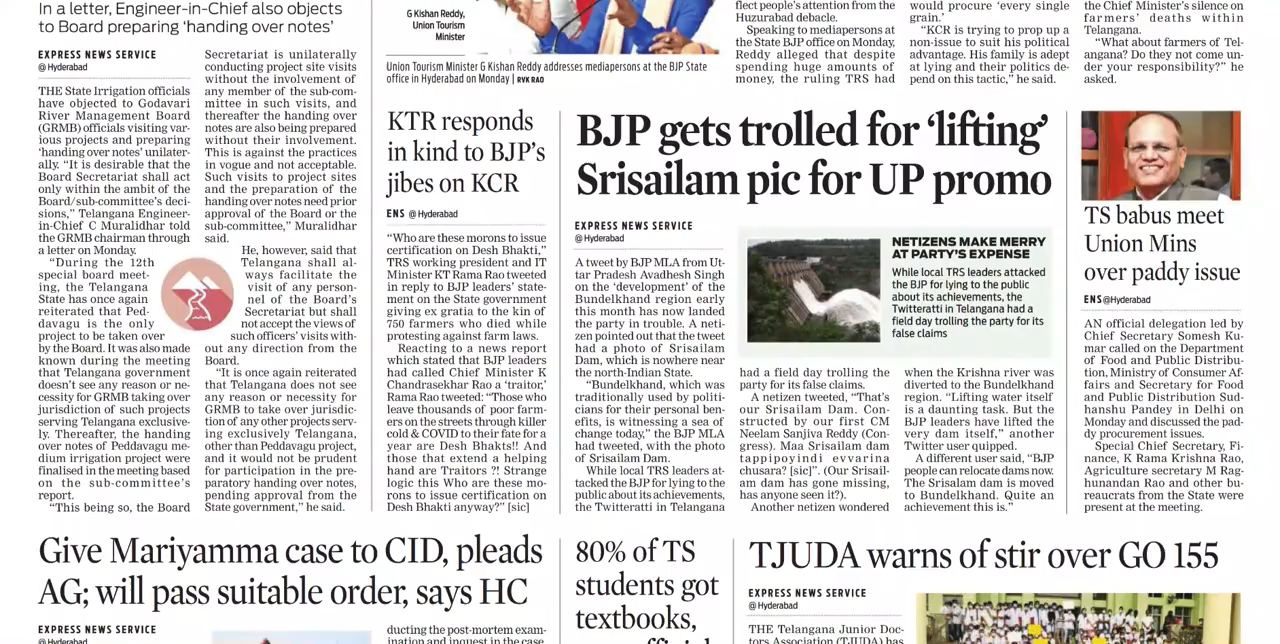 In a letter, Engineer-in-Chief also objects
to Board preparing ‘handing over notes’
EXPRESS NEWS SERVICE
@ Hyderabad
THE State Irrigation officials
have objected to Godavari
River Management Board
(GRMB) officials visiting var-
ious projects and preparing
‘handing over notes’ unilater-
ally. “It is desirable that the
Board Secretariat shall act
only within the ambit of the
Board/sub-committee’s deci-
sions,” Telangana Engineer-
in-Chief C Muralidhar told
the GRMB chairman through
a letter on Monday.
“During the 12th
special board meet-
ing, the Telangana
State has once again
reiterated that Ped-
davagu is the only
project to be taken over
by the Board. It was also made
known during the meeting
that Telangana government
doesn’t see any reason or ne-
cessity for GRMB taking over
jurisdiction of such projects
serving Telangana exclusive-
ly. Thereafter, the handing
over notes of Peddavagu me-
dium irrigation project were
finalised in the meeting based
on the sub-committee’s
report.
“This being so, the Board
Secretariat is unilaterally
conducting project site visits
without the involvement of
any member of the sub-com-
mittee in such visits, and
thereafter the handing over
notes are also being prepared
without their involvement.
This is against the practices
in vogue and not acceptable.
Such visits to project sites
and the preparation of the
handing over notes need prior
approval of the Board or the
sub-committee,” Muralidhar
said.
He, however, said that
Telangana shall al-
ways facilitate the
visit of any person-
nel of the Board’s
Secretariat but shall
not accept the views of
such officers’ visits with-
out any direction from the
Board.
“It is once again reiterated
that Telangana does not see
any reason or necessity for
GRMB to take over jurisdic-
tion of any other projects serv-
ing exclusively Telangana,
other than Peddavagu project,
and it would not be prudent
for participation in the pre-
paratory handing over notes,
pending approval from the
State government,” he said.
G Kishan Reddy,
Union Tourism
Minister
Union Tourism Minister G Kishan Reddy addresses mediapersons at the BJP State
office in Hyderabad on Monday | RVK RAO
flect people’s attention from the
Huzurabad debacle.
Speaking to mediapersons at
the State BJP office on Monday,
Reddy alleged that despite
spending huge amounts of
money, the ruling TRS had
would procure ‘every single
grain.’
“KCR is trying to prop up a
non-issue to suit his political
advantage. His family is adept
at lying and their politics de-
pend on this tactic,” he said.
the Chief Minister’s silence on
farmers’ deaths within
Telangana.
“What about farmers of Tel-
angana? Do they not come un-
der your responsibility?” he
asked.
KTR responds
in kind to BJP’s
jibes on KCR
ENS @ Hyderabad
“Who are these morons to issue
certification on Desh Bhakti,”
TRS working president and IT
Minister KT Rama Rao tweeted
in reply to BJP leaders’ state-
ment on the State government
giving ex gratia to the kin of
750 farmers who died while
protesting against farm laws.
Reacting to a news report
which stated that BJP leaders
had called Chief Minister K
Chandrasekhar Rao a ‘traitor,’
Rama Rao tweeted: “Those who
leave thousands of poor farm-
ers on the streets through killer
cold & COVID to their fate for a
year are Desh Bhakts!! And
those that extend a helping
hand are Traitors ?! Strange
logic this Who are these mo-
rons to issue certification on
Desh Bhakti anyway?” [sic]
BJP gets trolled for ‘lifting’
Srisailam pic for UP promo
EXPRESS NEWS SERVICE
@ Hyderabad
A tweet by BJP MLA from Ut-
tar Pradesh Avadhesh Singh
on the ‘development’ of the
Bundelkhand region early
this month has now landed
the party in trouble. A neti-
zen pointed out that the tweet
had a photo of Srisailam
Dam, which is nowhere near
the north-Indian State.
“Bundelkhand, which was
traditionally used by politi-
cians for their personal ben-
efits, is witnessing a sea of
change today,” the BJP MLA
had tweeted, with the photo
of Srisailam Dam.
While local TRS leaders at-
tacked the BJP for lying to the
public about its achievements,
the Twitteratti in Telangana
NETIZENS MAKE MERRY
AT PARTY’S EXPENSE
While local TRS leaders attacked
the BJP for lying to the public
about its achievements, the
Twitteratti in Telangana had a
field day trolling the party for its
false claims
had a field day trolling the
party for its false claims.
A netizen tweeted, “That’s
our Srisailam Dam. Con-
structed by our first CM
Neelam Sanjiva Reddy (Con-
gress). Maa Srisailam dam
tappipoyindi evvarina
chusara? [sic]”. (Our Srisail-
am dam has gone missing,
has anyone seen it?).
Another netizen wondered
when the Krishna river was
diverted to the Bundelkhand
region. “Lifting water itself
is a daunting task. But the
BJP leaders have lifted the
very dam itself,” another
Twitter user quipped.
A different user said, “BJP
people can relocate dams now.
The Srisailam dam is moved
to Bundelkhand. Quite an
achievement this is.”
TS babus meet
Union Mins
over paddy issue
ENS @Hyderabad
AN official delegation led by
Chief Secretary Somesh Ku-
mar called on the Department
of Food and Public Distribu-
tion, Ministry of Consumer Af-
fairs and Secretary for Food
and Public Distribution Sud-
hanshu Pandey in Delhi on
Monday and discussed the pad-
dy procurement issues.
Special Chief Secretary, Fi-
nance, K Rama Krishna Rao,
Agriculture secretary M Rag-
hunandan Rao and other bu-
reaucrats from the State were
present at the meeting.
Give Mariyamma case to CID, pleads
AG; will pass suitable order, says HC
EXPRESS NEWS SERVICE
@ Hyderabad
ducting the post-mortem exam-
ination and inquest in the case,
80% of TS
students got
textbooks,
TJUDA warns of stir over GO 155
EXPRESS NEWS SERVICE
@ Hyderabad
THE Telangana Junior Doc-
tors Association (TJUDA) has